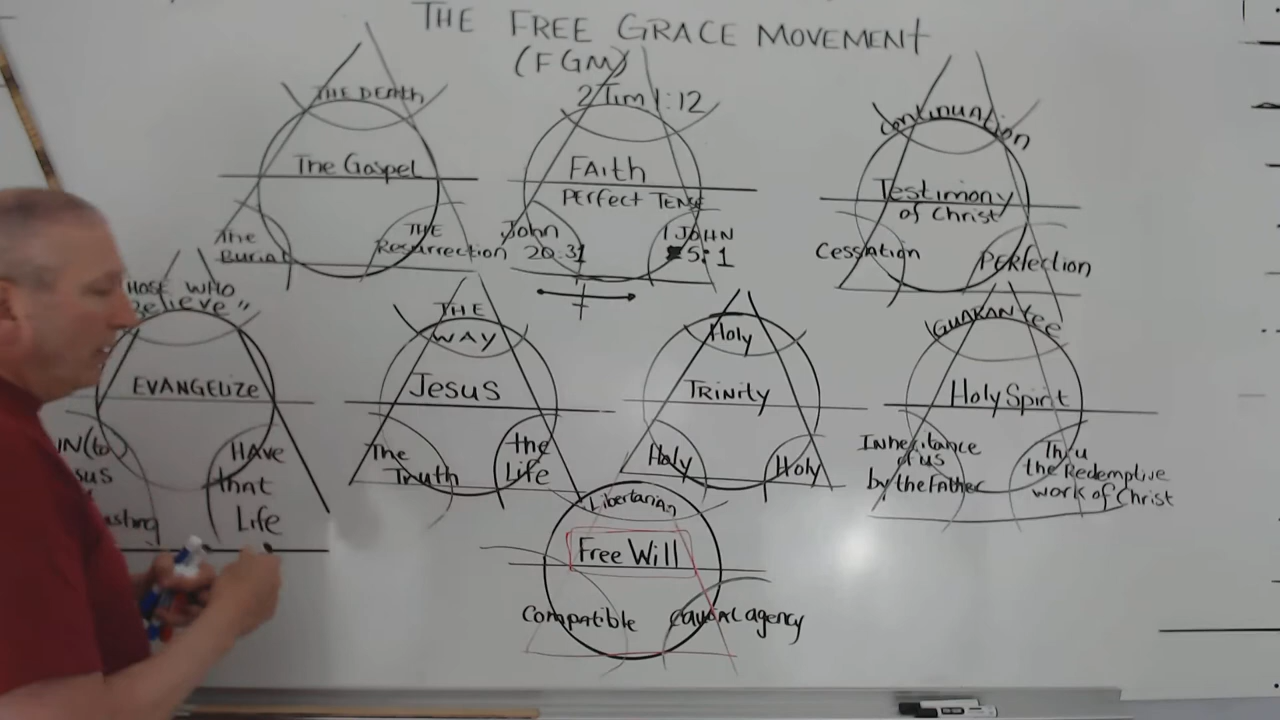 THE FREE GRACE MOVEMENT
(FGM)
THE DEATH
The Gospel
The
Burial
THE
Resurrection
2 Tim 1:12
FAith
PERfect TENSE
John
20:31
1 JOHN
5:1
Continuation
Testimony
of Christ
Cessation
PERfection
WHO
Believe"
EVANGELIZE
IN(to)
HAVE
that
Life
THE
WAY
JESUS
The
Truth
the
Life
Holy
TRiNity
Holy
Holy
GUARANTEE
Holy Spirit
Inheritance
of us
by the Father
Thru
the Redemptive
work of Christ
Libertarian
Free Will
Compatible
CAUSAL agency